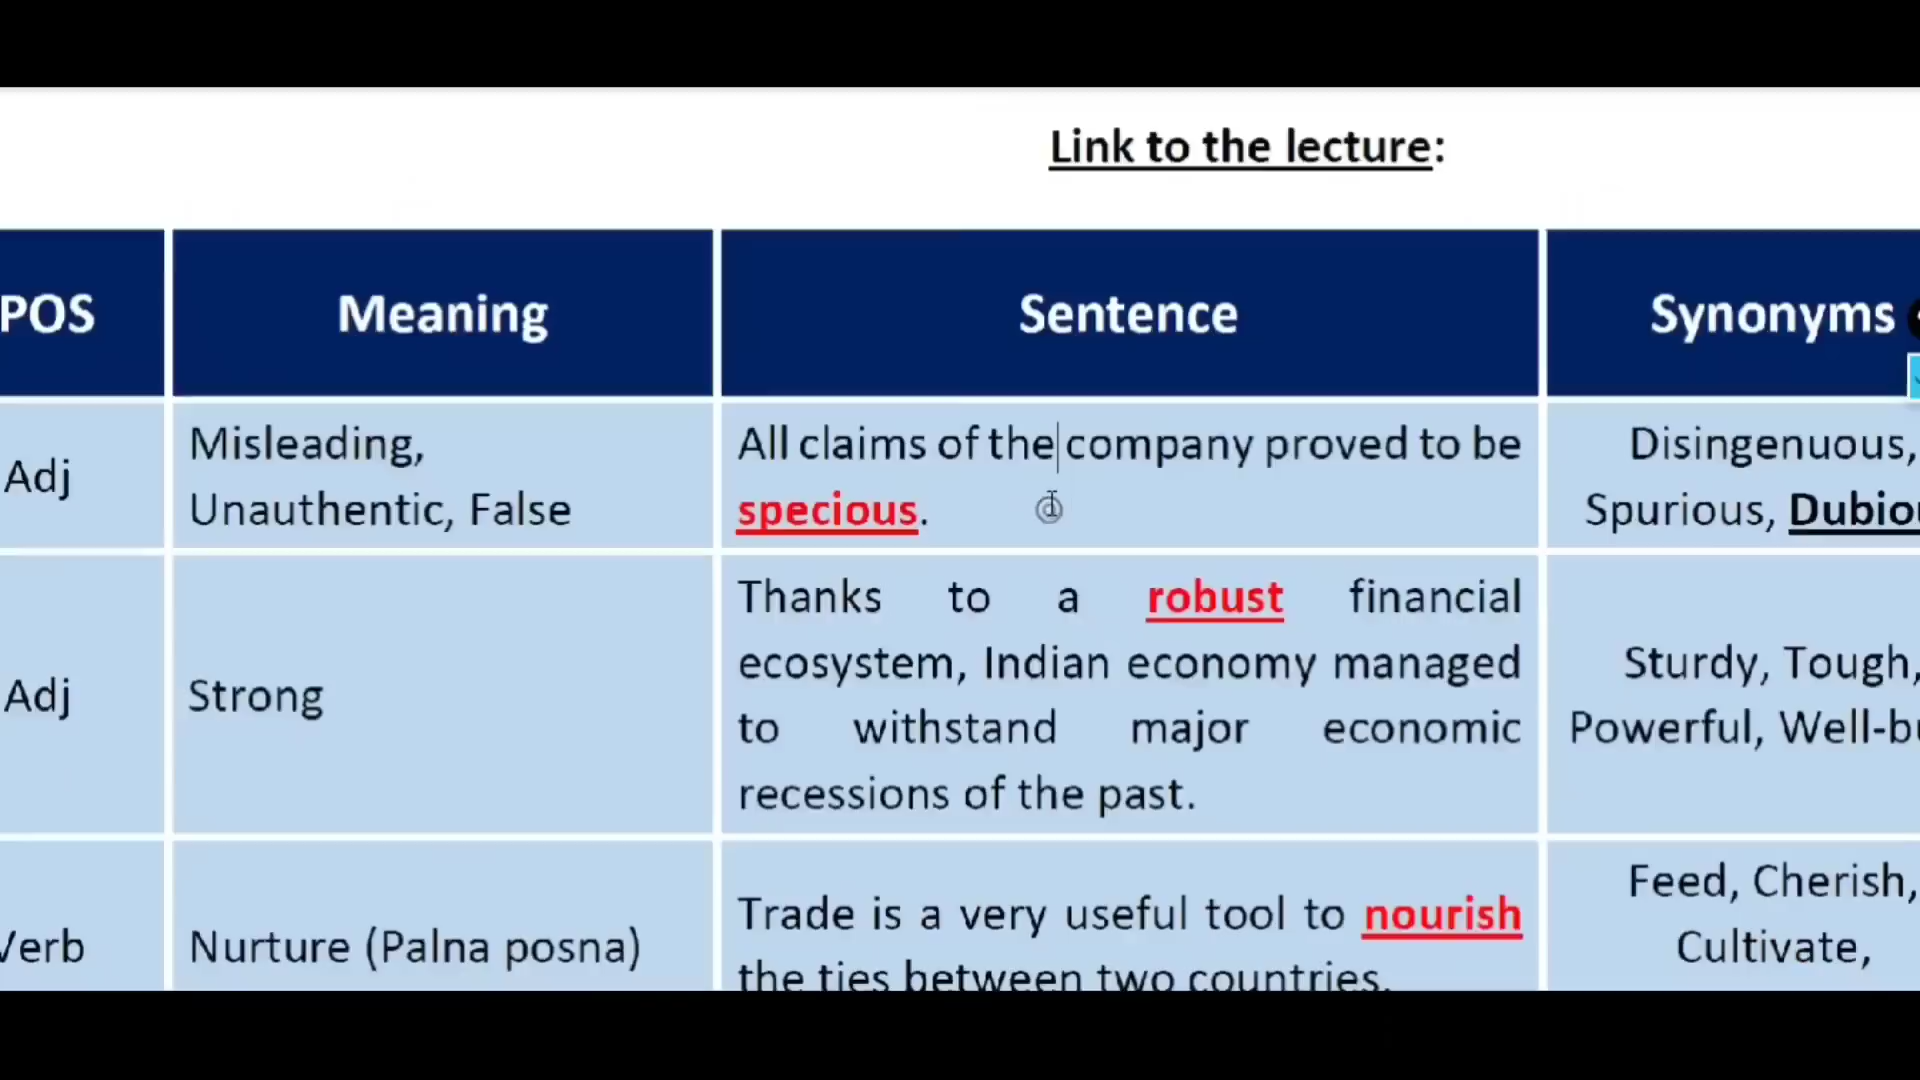 Link to the lecture:
POS Meaning Sentence Synonyms
Adj
Misleading,
Unauthentic, False
All claims of the company proved to be
specious.
Disingenuous,
Spurious,
Adj
Strong
Thanks to a robust financial
ecosystem, Indian economy managed
to withstand major economic
recessions of the past.
Sturdy, Tough,
Powerful,
Verb
Nurture (Palna posna)
Trade is a very useful tool to nourish
the ties between two countries.
Feed, Cherish,
Cultivate,